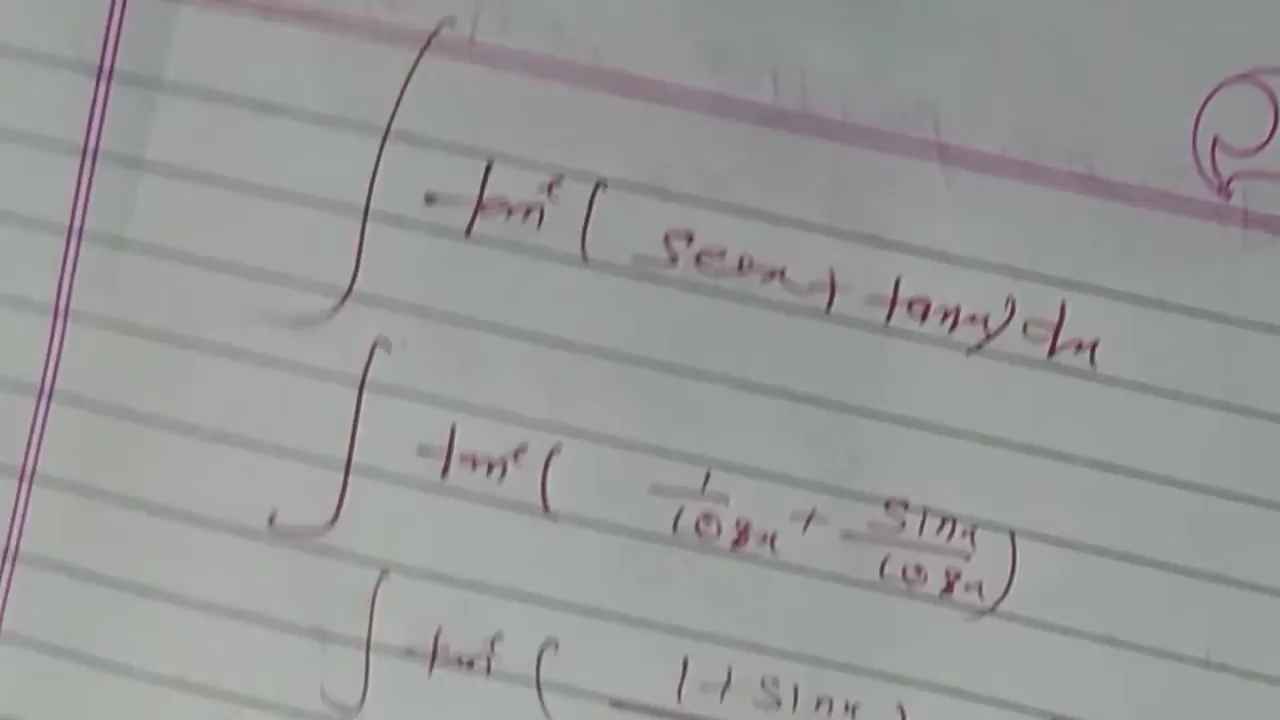 ∫ tan⁻¹ ( secx + tanx) dx
∫ tan⁻¹ ( 1/cosx + sinx/cosx )
∫ tan⁻¹ ( 1 + sinx )